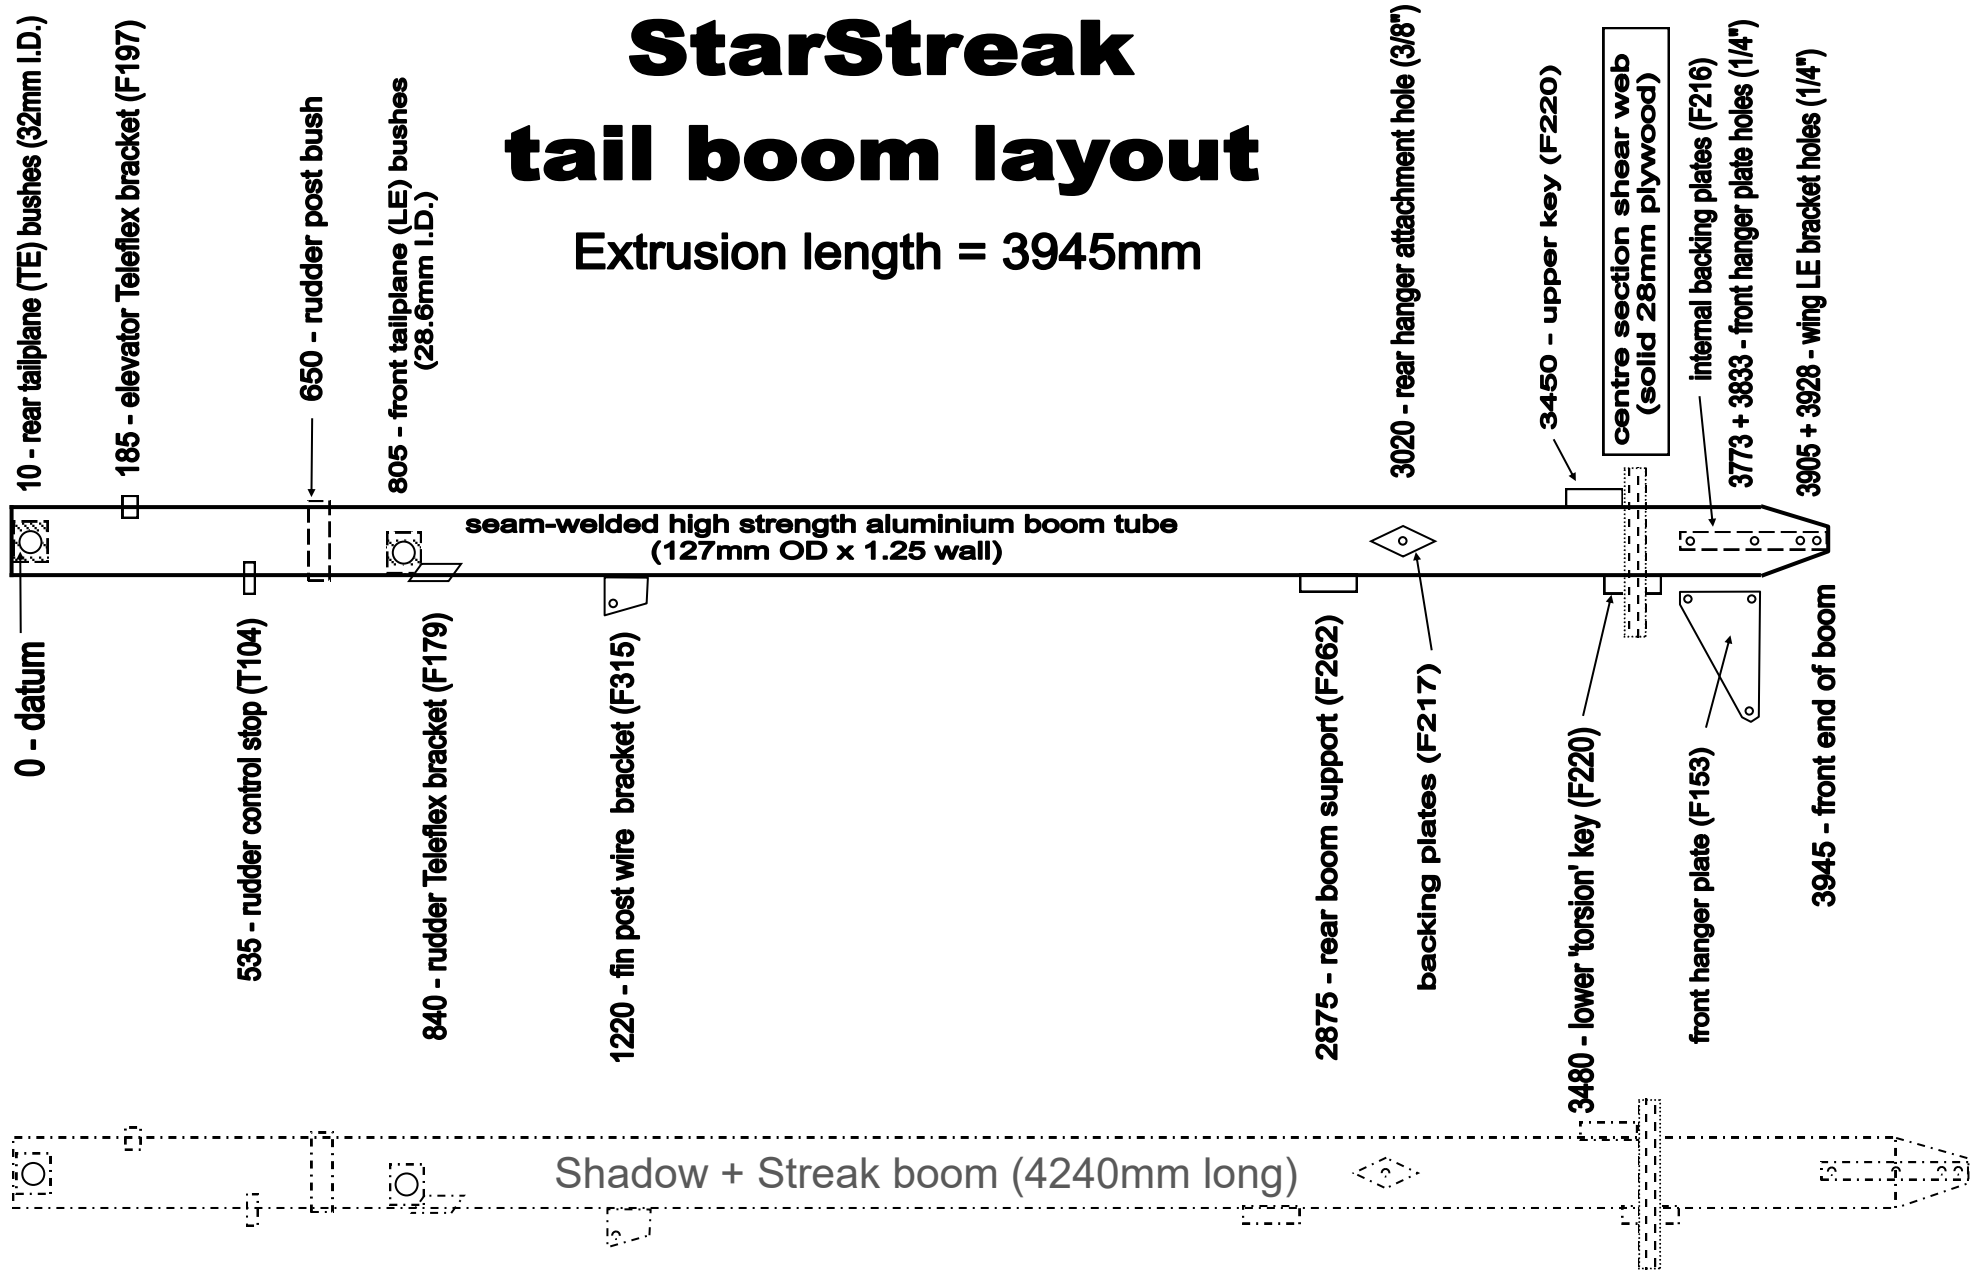 StarStreak
tail boom layout
Extrusion length = 3945mm
10 - rear tailplane (TE) bushes (32mm I.D.)
185 - elevator Teleflex bracket (F197)
650 - rudder post bush
805 - front tailplane (LE) bushes
(28.6mm I.D.)
3020 - rear hanger attachment hole (3/8")
3450 - upper key (F220)
centre section shear web
(solid 28mm plywood)
internal backing plates (F216)
3773 + 3833 - front hanger plate holes (1/4")
3905 + 3928 - wing LE bracket holes (1/4")
seam-welded high strength aluminium boom tube
(127mm OD x 1.25 wall)
0 - datum
535 - rudder control stop (T104)
840 - rudder Teleflex bracket (F179)
1220 - fin post wire  bracket (F315)
2875 - rear boom support (F262)
backing plates (F217)
3480 - lower 'torsion' key (F220)
front hanger plate (F153)
3945 - front end of boom
Shadow + Streak boom (4240mm long)